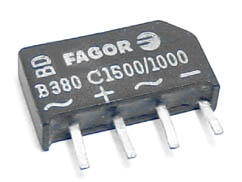 BD
FAGOR
B380 C1500/1000
~ + ~ -